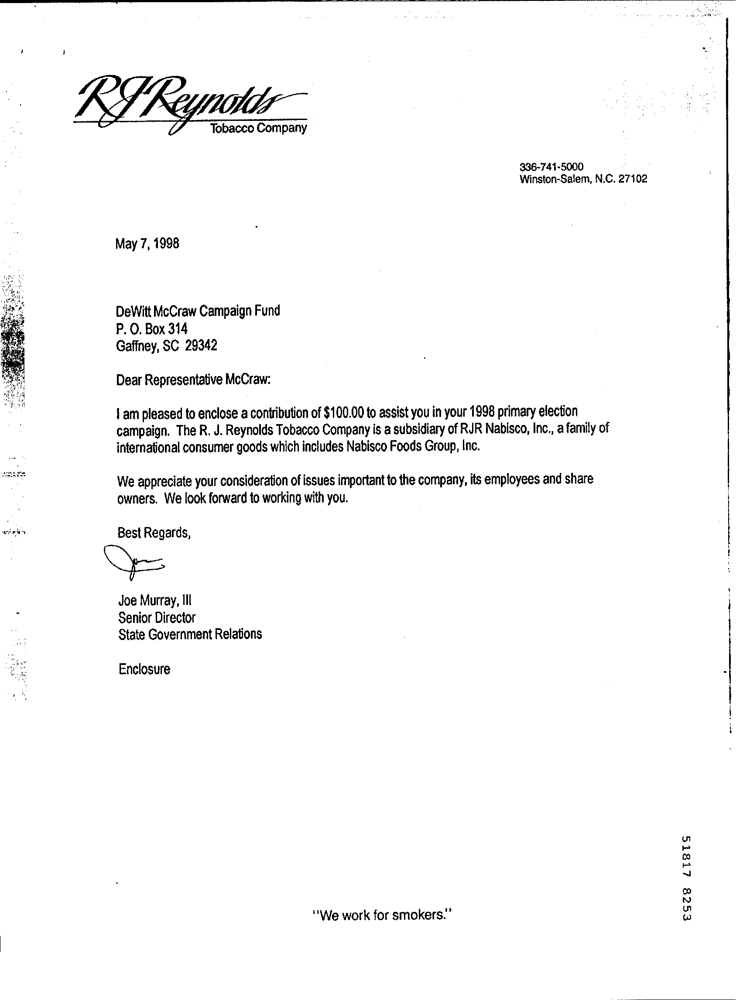 RJReynolds
Tobacco Company
336-741-5000
Winston-Salem, N.C. 27102
May 7, 1998
DeWitt McCraw Campaign Fund
P. O. Box 314
Gaffney, SC 29342
Dear Representative McCraw:
I am pleased to enclose a contribution of $100.00 to assist you in your 1998 primary election
campaign. The R. J. Reynolds Tobacco Company is a subsidiary of RJR Nabisco, Inc., a family of
international consumer goods which includes Nabisco Foods Group, Inc.
We appreciate your consideration of issues important to the company, its employees and share
owners. We look forward to working with you.
Best Regards,
Joe Murray, III
Senior Director
State Government Relations
Enclosure
51817 8253
"We work for smokers."